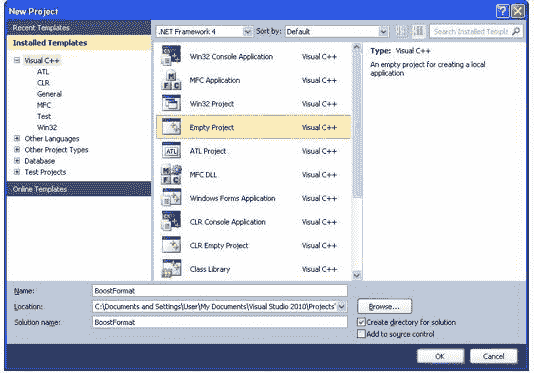 New Project
Recent Templates
.NET Framework 4 Sort by: Default Search Installed Templ
Installed Templates
Visual C++
ATL
CLR
General
MFC
Test
Win32
Other Languages
Other Project Types
Database
Test Projects
Online Templates
Win32 Console Application Visual C++
MFC Application Visual C++
Win32 Project Visual C++
Empty Project Visual C++
ATL Project Visual C++
MFC DLL Visual C++
Windows Forms Application Visual C++
CLR Console Application Visual C++
CLR Empty Project Visual C++
Class Library Visual C++
Type: Visual C++
An empty project for creating a local
application
Name: BoostFormat
Location: C:\Documents and Settings\User\My Documents\Visual Studio 2010\Projects\ Browse...
Solution name: BoostFormat
Create directory for solution
Add to source control
OK Cancel